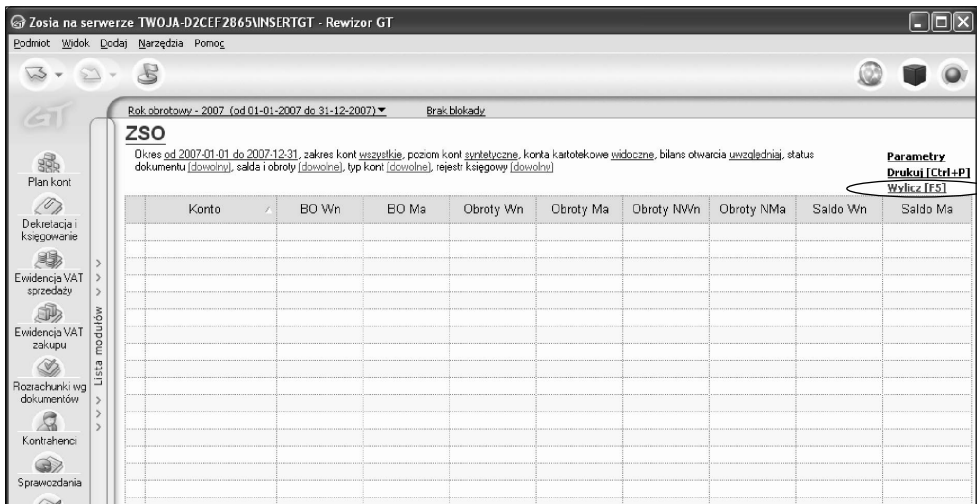 Zosia na serwerze TWOJA-D2CEF2865\INSERTGT - Rewizor GT
Podmiot Widok Dodaj Narzędzia Pomoc
GT
Rok obrotowy - 2007 (od 01-01-2007 do 31-12-2007) Brak blokady
ZSO
Okres od 2007-01-01 do 2007-12-31, zakres kont wszystkie, poziom kont syntetyczne, konta kartotekowe widoczne, bilans otwarcia uwzględniaj, status
dokumentu (dowolny), salda i obroty (dowolne), typ kont (dowolne), rejestr księgowy (dowolny)
Parametry
Drukuj [Ctrl+P]
Wylicz [F5]
Konto BO Wn BO Ma Obroty Wn Obroty Ma Obroty NWn Obroty NMa Saldo Wn Saldo Ma
Plan kont
Dekretacja i
księgowanie
Ewidencja VAT
sprzedaży
Ewidencja VAT
zakupu
Rozrachunki wg
dokumentów
Kontrahenci
Sprawozdania
Lista modułów